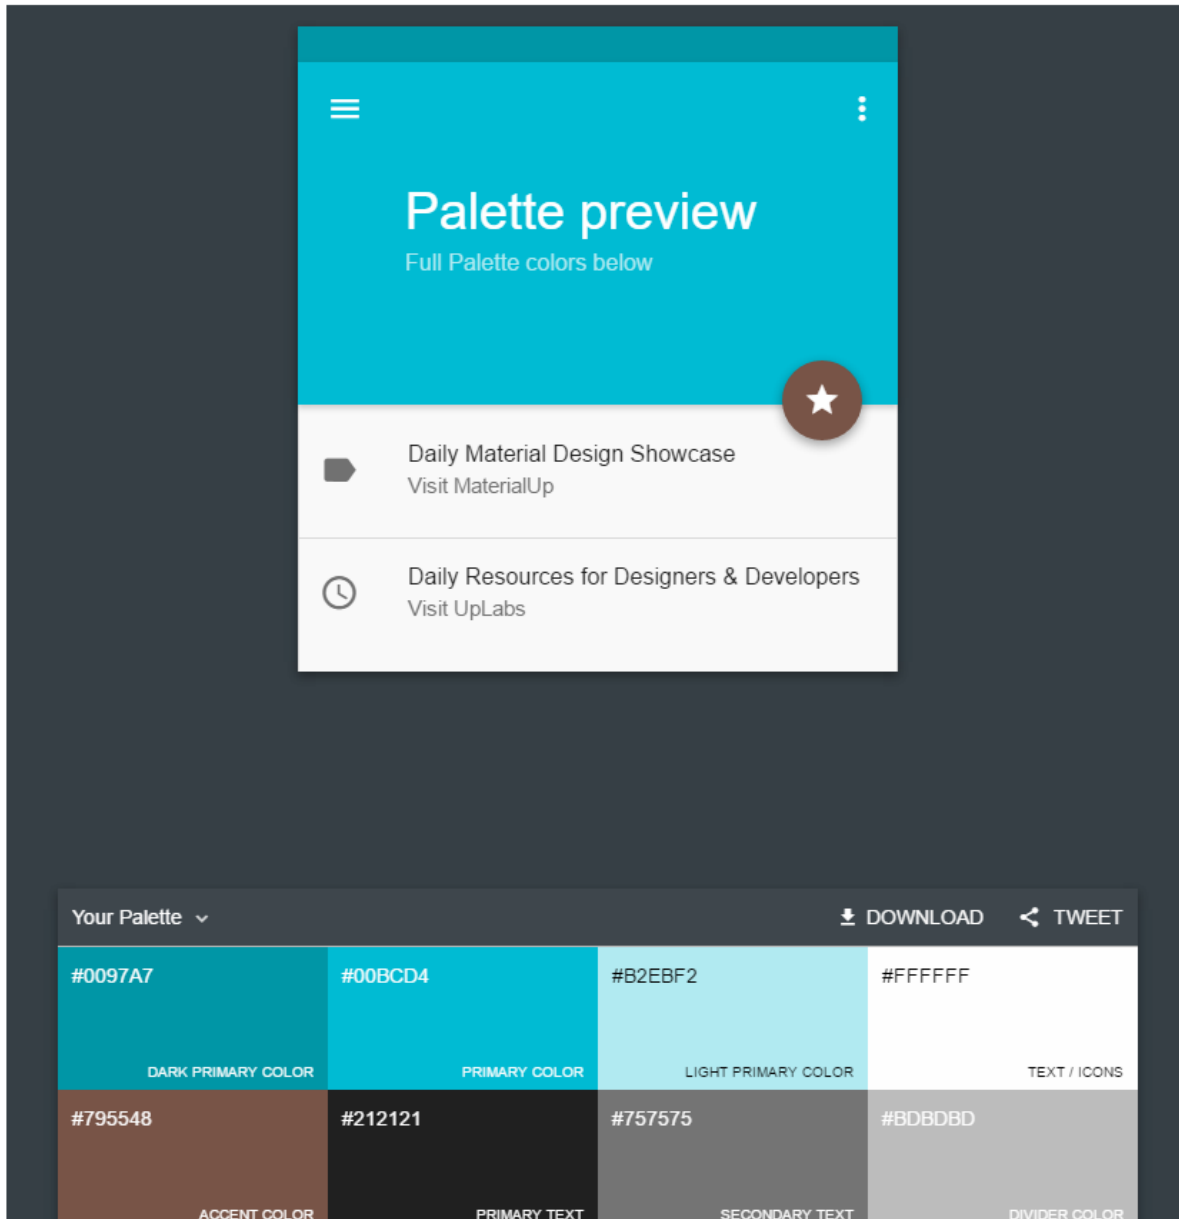 Palette preview
Full Palette colors below
Daily Material Design Showcase
Visit MaterialUp
Daily Resources for Designers & Developers
Visit UpLabs
Your Palette DOWNLOAD TWEET
#0097A7 #00BCD4 #B2EBF2 #FFFFFF
DARK PRIMARY COLOR PRIMARY COLOR LIGHT PRIMARY COLOR TEXT / ICONS
#795548 #212121 #757575 #BDBDBD
ACCENT COLOR PRIMARY TEXT SECONDARY TEXT DIVIDER COLOR